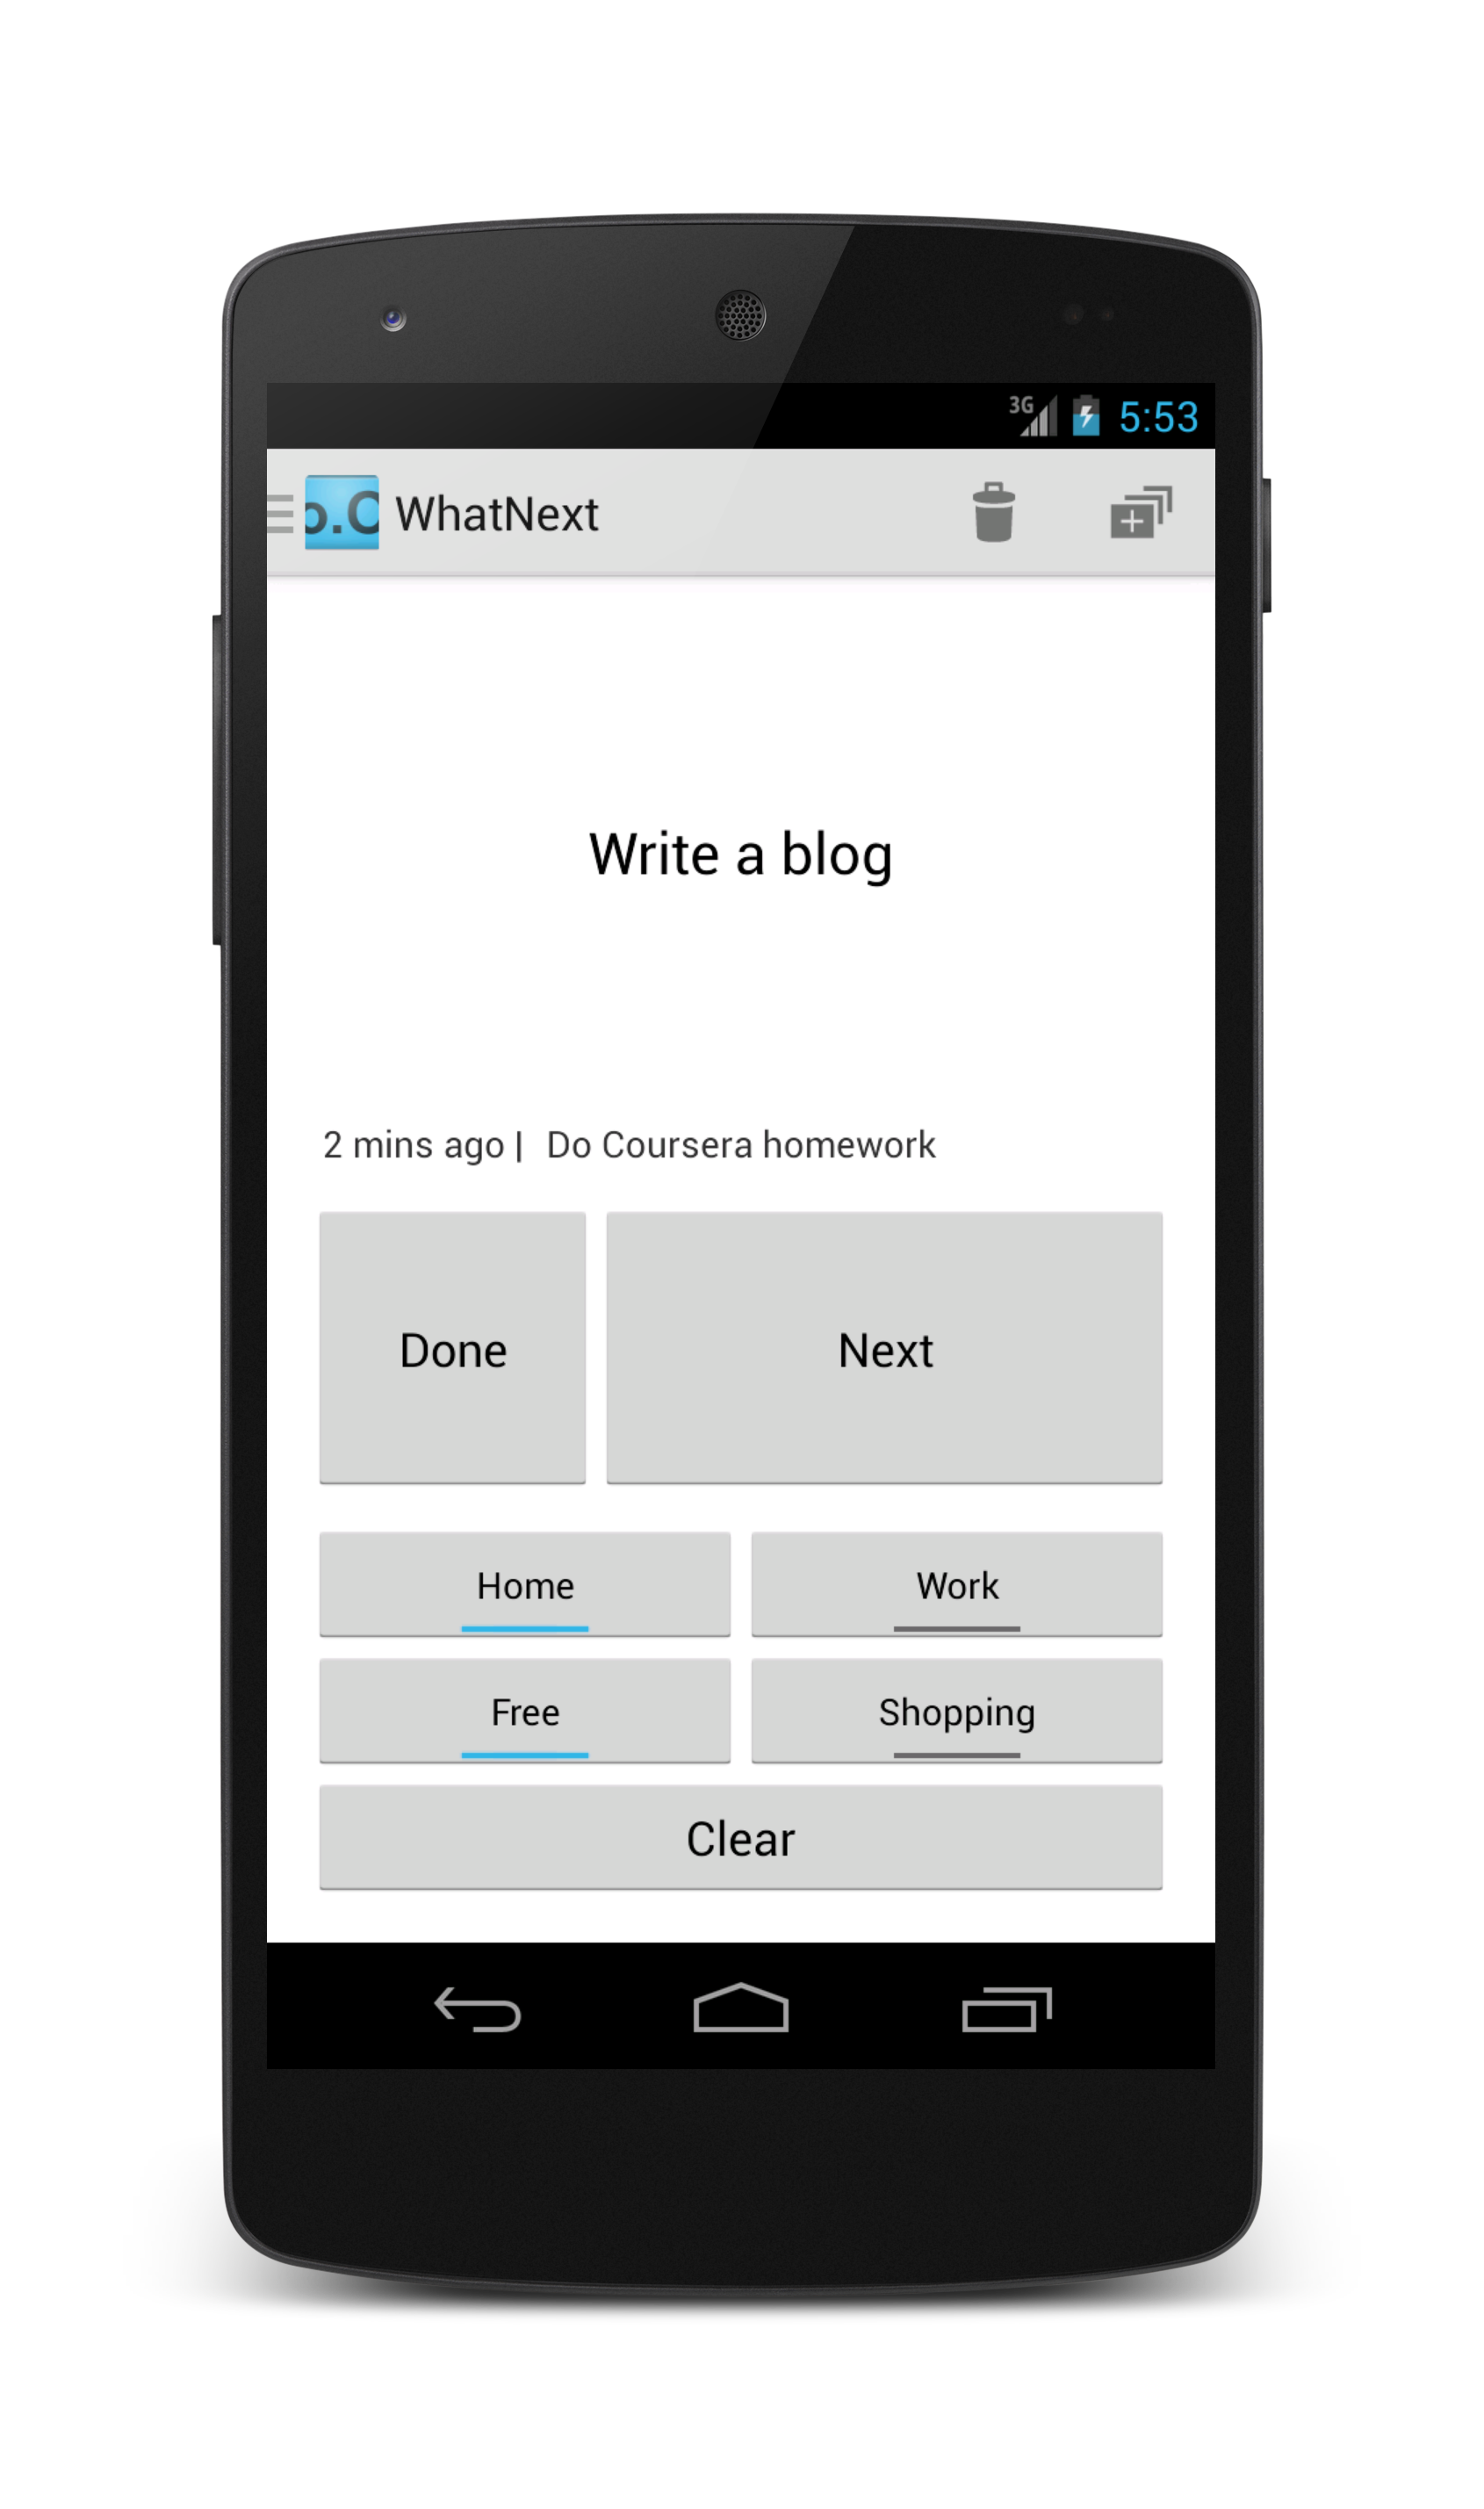 3G 5:53
o.C WhatNext
Write a blog
2 mins ago | Do Coursera homework
Done Next
Home Work
Free Shopping
Clear